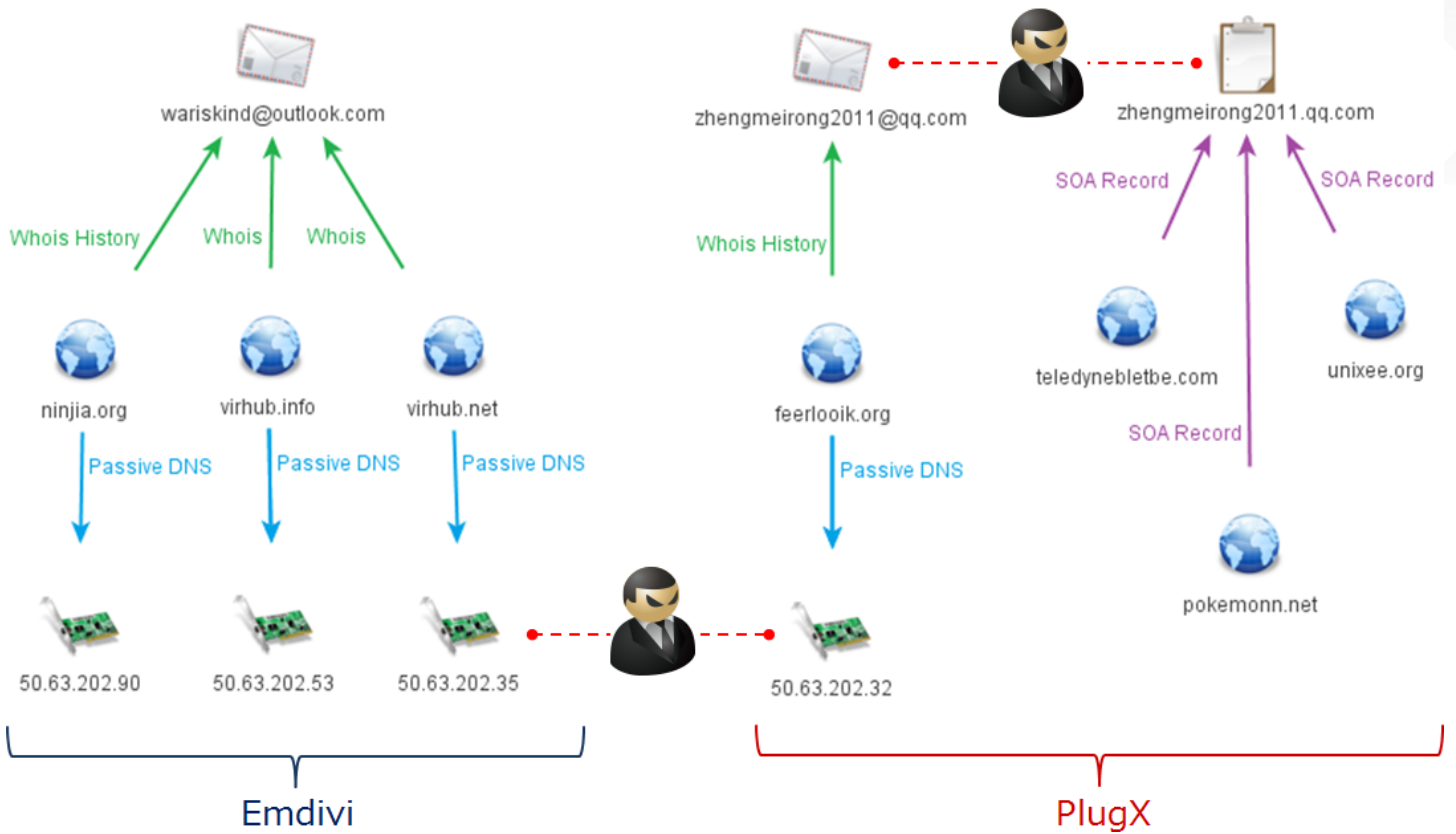 wariskind@outlook.com
zhengmeirong2011@qq.com
zhengmeirong2011.qq.com
SOA Record
SOA Record
Whois History
Whois
Whois
Whois History
teledynebletbe.com
unixee.org
ninjia.org
virhub.info
virhub.net
feerlooik.org
SOA Record
Passive DNS
Passive DNS
Passive DNS
Passive DNS
pokemonn.net
50.63.202.90
50.63.202.53
50.63.202.35
50.63.202.32
Emdivi
PlugX